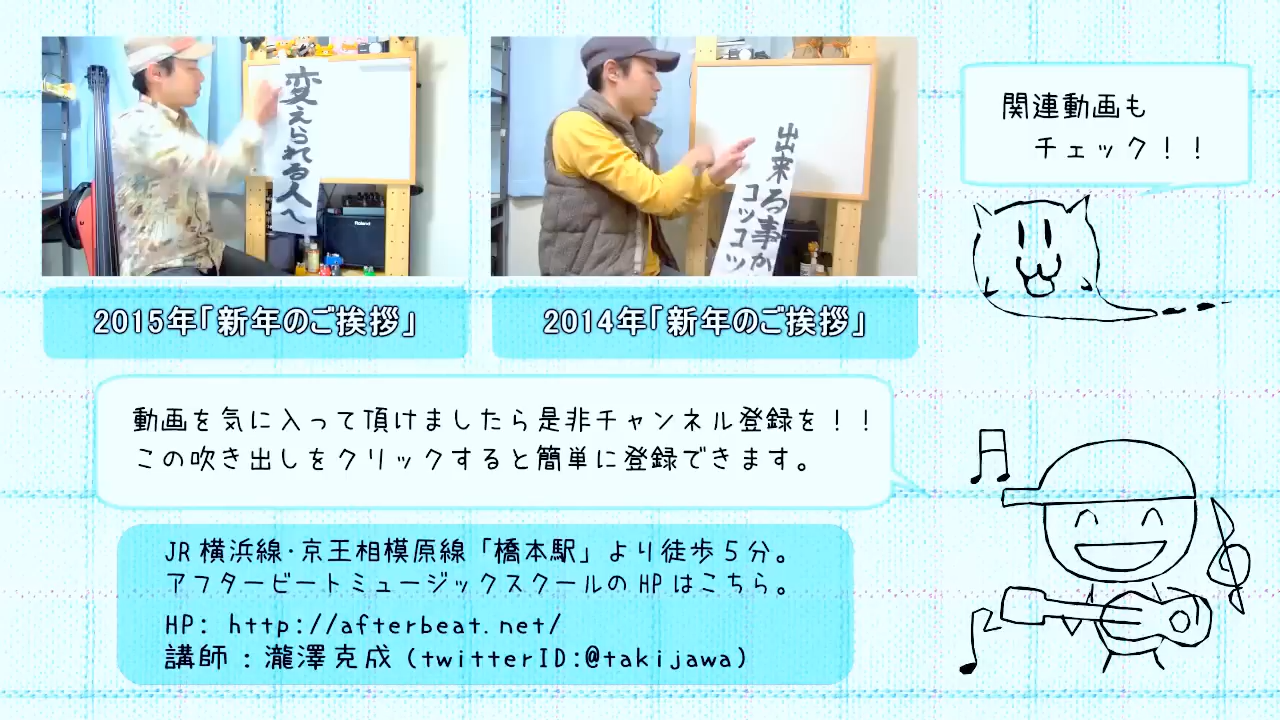 変えられる人へ
Roland
出来る事から
コツコツ
関連動画も
チェック！！
2015年「新年のご挨拶」
2014年「新年のご挨拶」
動画を気に入って頂けましたら是非チャンネル登録を！！
この吹き出しをクリックすると簡単に登録できます。
JR横浜線・京王相模原線「橋本駅」より徒歩5分。
アフタービートミュージックスクールのHPはこちら。
HP: http://afterbeat.net/
講師：瀧澤克成(twitterID:@takijawa)